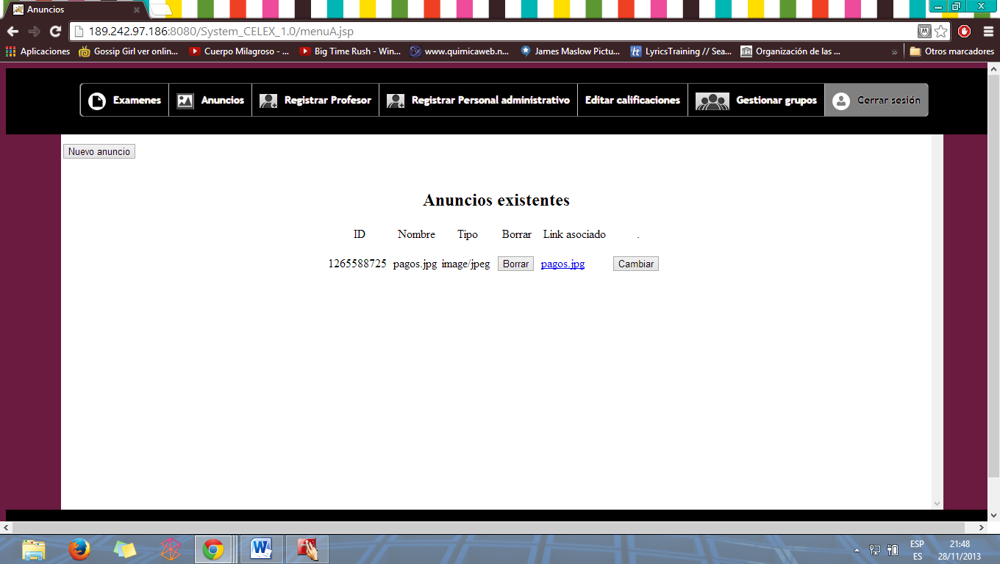 Anuncios
189.242.97.186:8080/System_CELEX_1.0/menuA.jsp
Aplicaciones Gossip Girl ver onlin... Cuerpo Milagroso - ... Big Time Rush - Win... www.quimicaweb.n... James Maslow Pictu... LyricsTraining // Sea... Organización de las ... » Otros marcadores
Examenes Anuncios Registrar Profesor Registrar Personal administrativo Editar calificaciones Gestionar grupos Cerrar sesión
Nuevo anuncio
Anuncios existentes
ID Nombre Tipo Borrar Link asociado .
1265588725 pagos.jpg image/jpeg Borrar pagos.jpg Cambiar
ESP 21:48
ES 28/11/2013